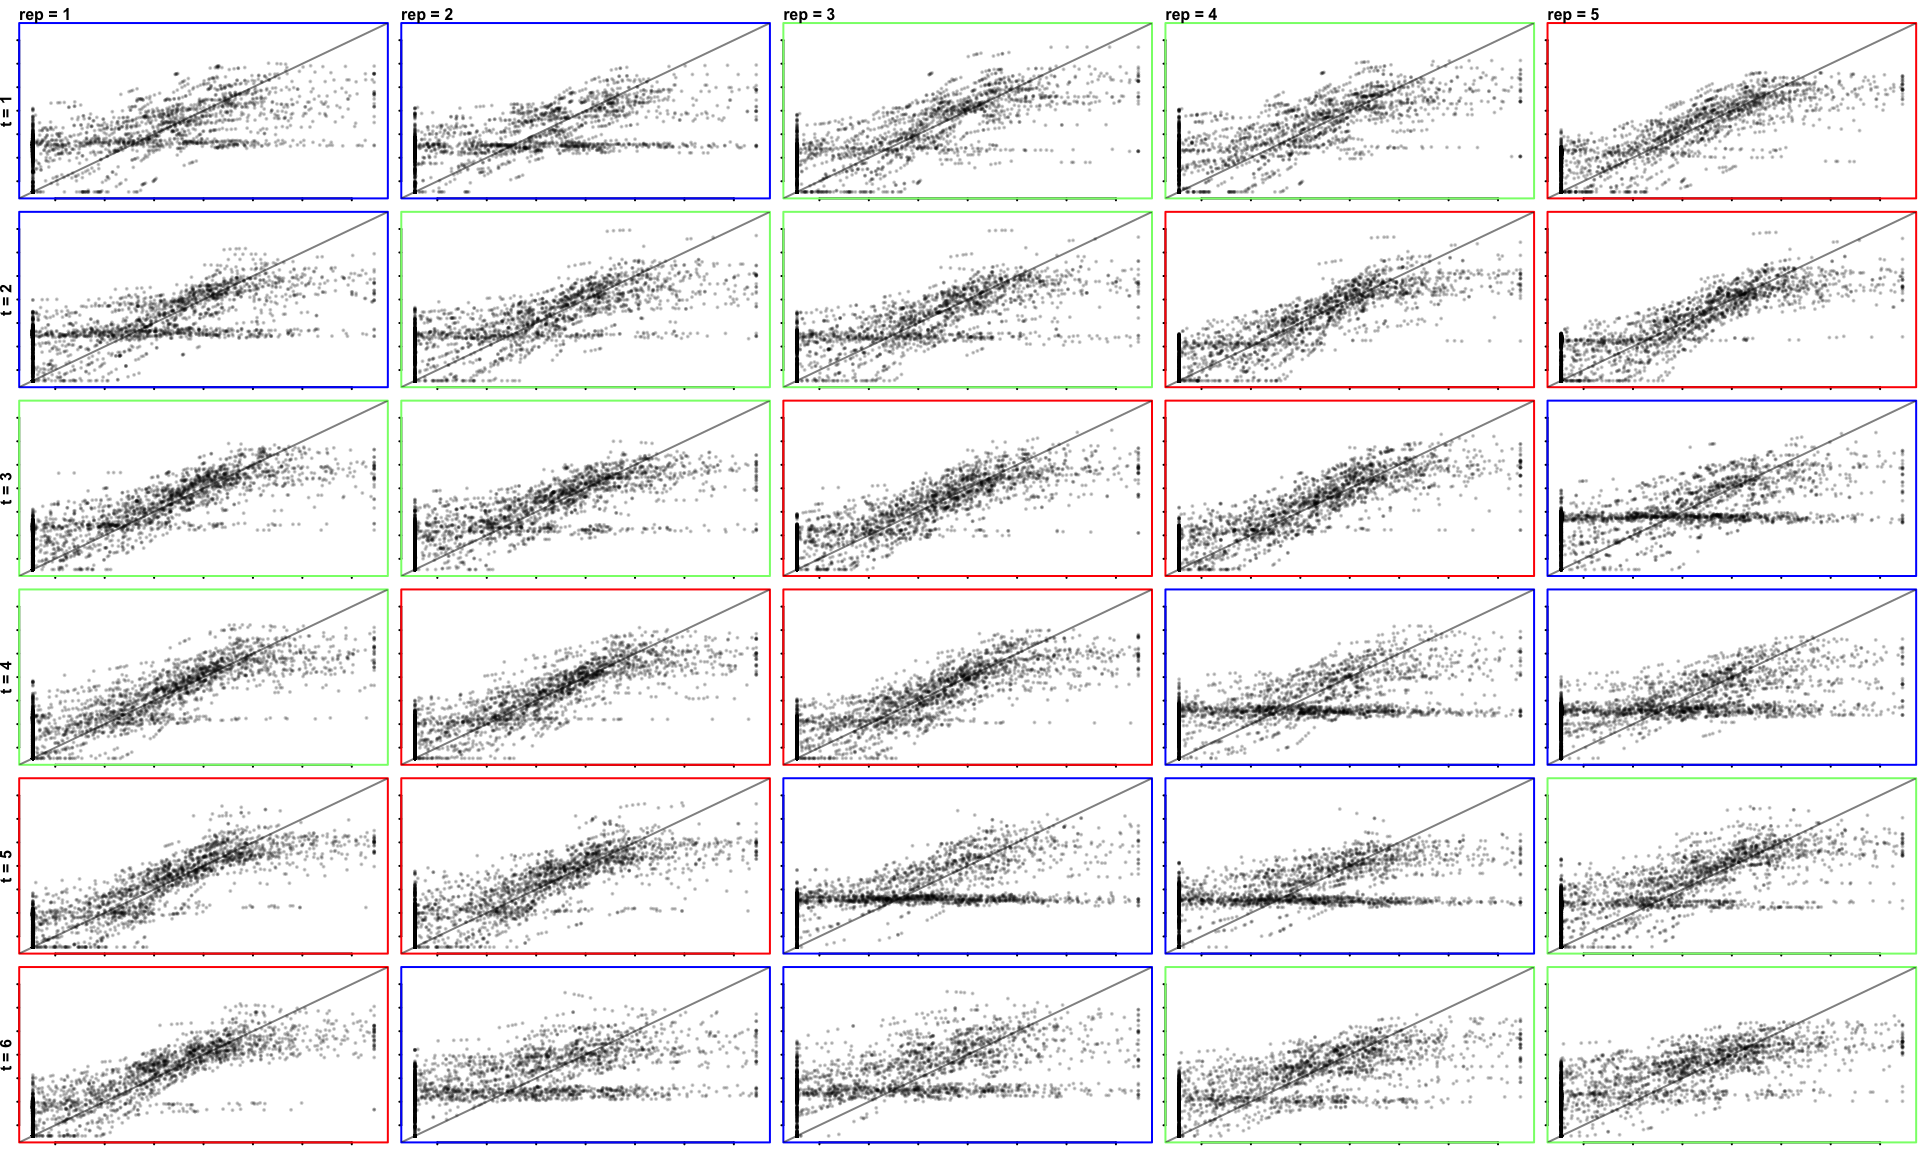 rep = 1 rep = 2 rep = 3 rep = 4 rep = 5
t = 1
t = 2
t = 3
t = 4
t = 5
t = 6